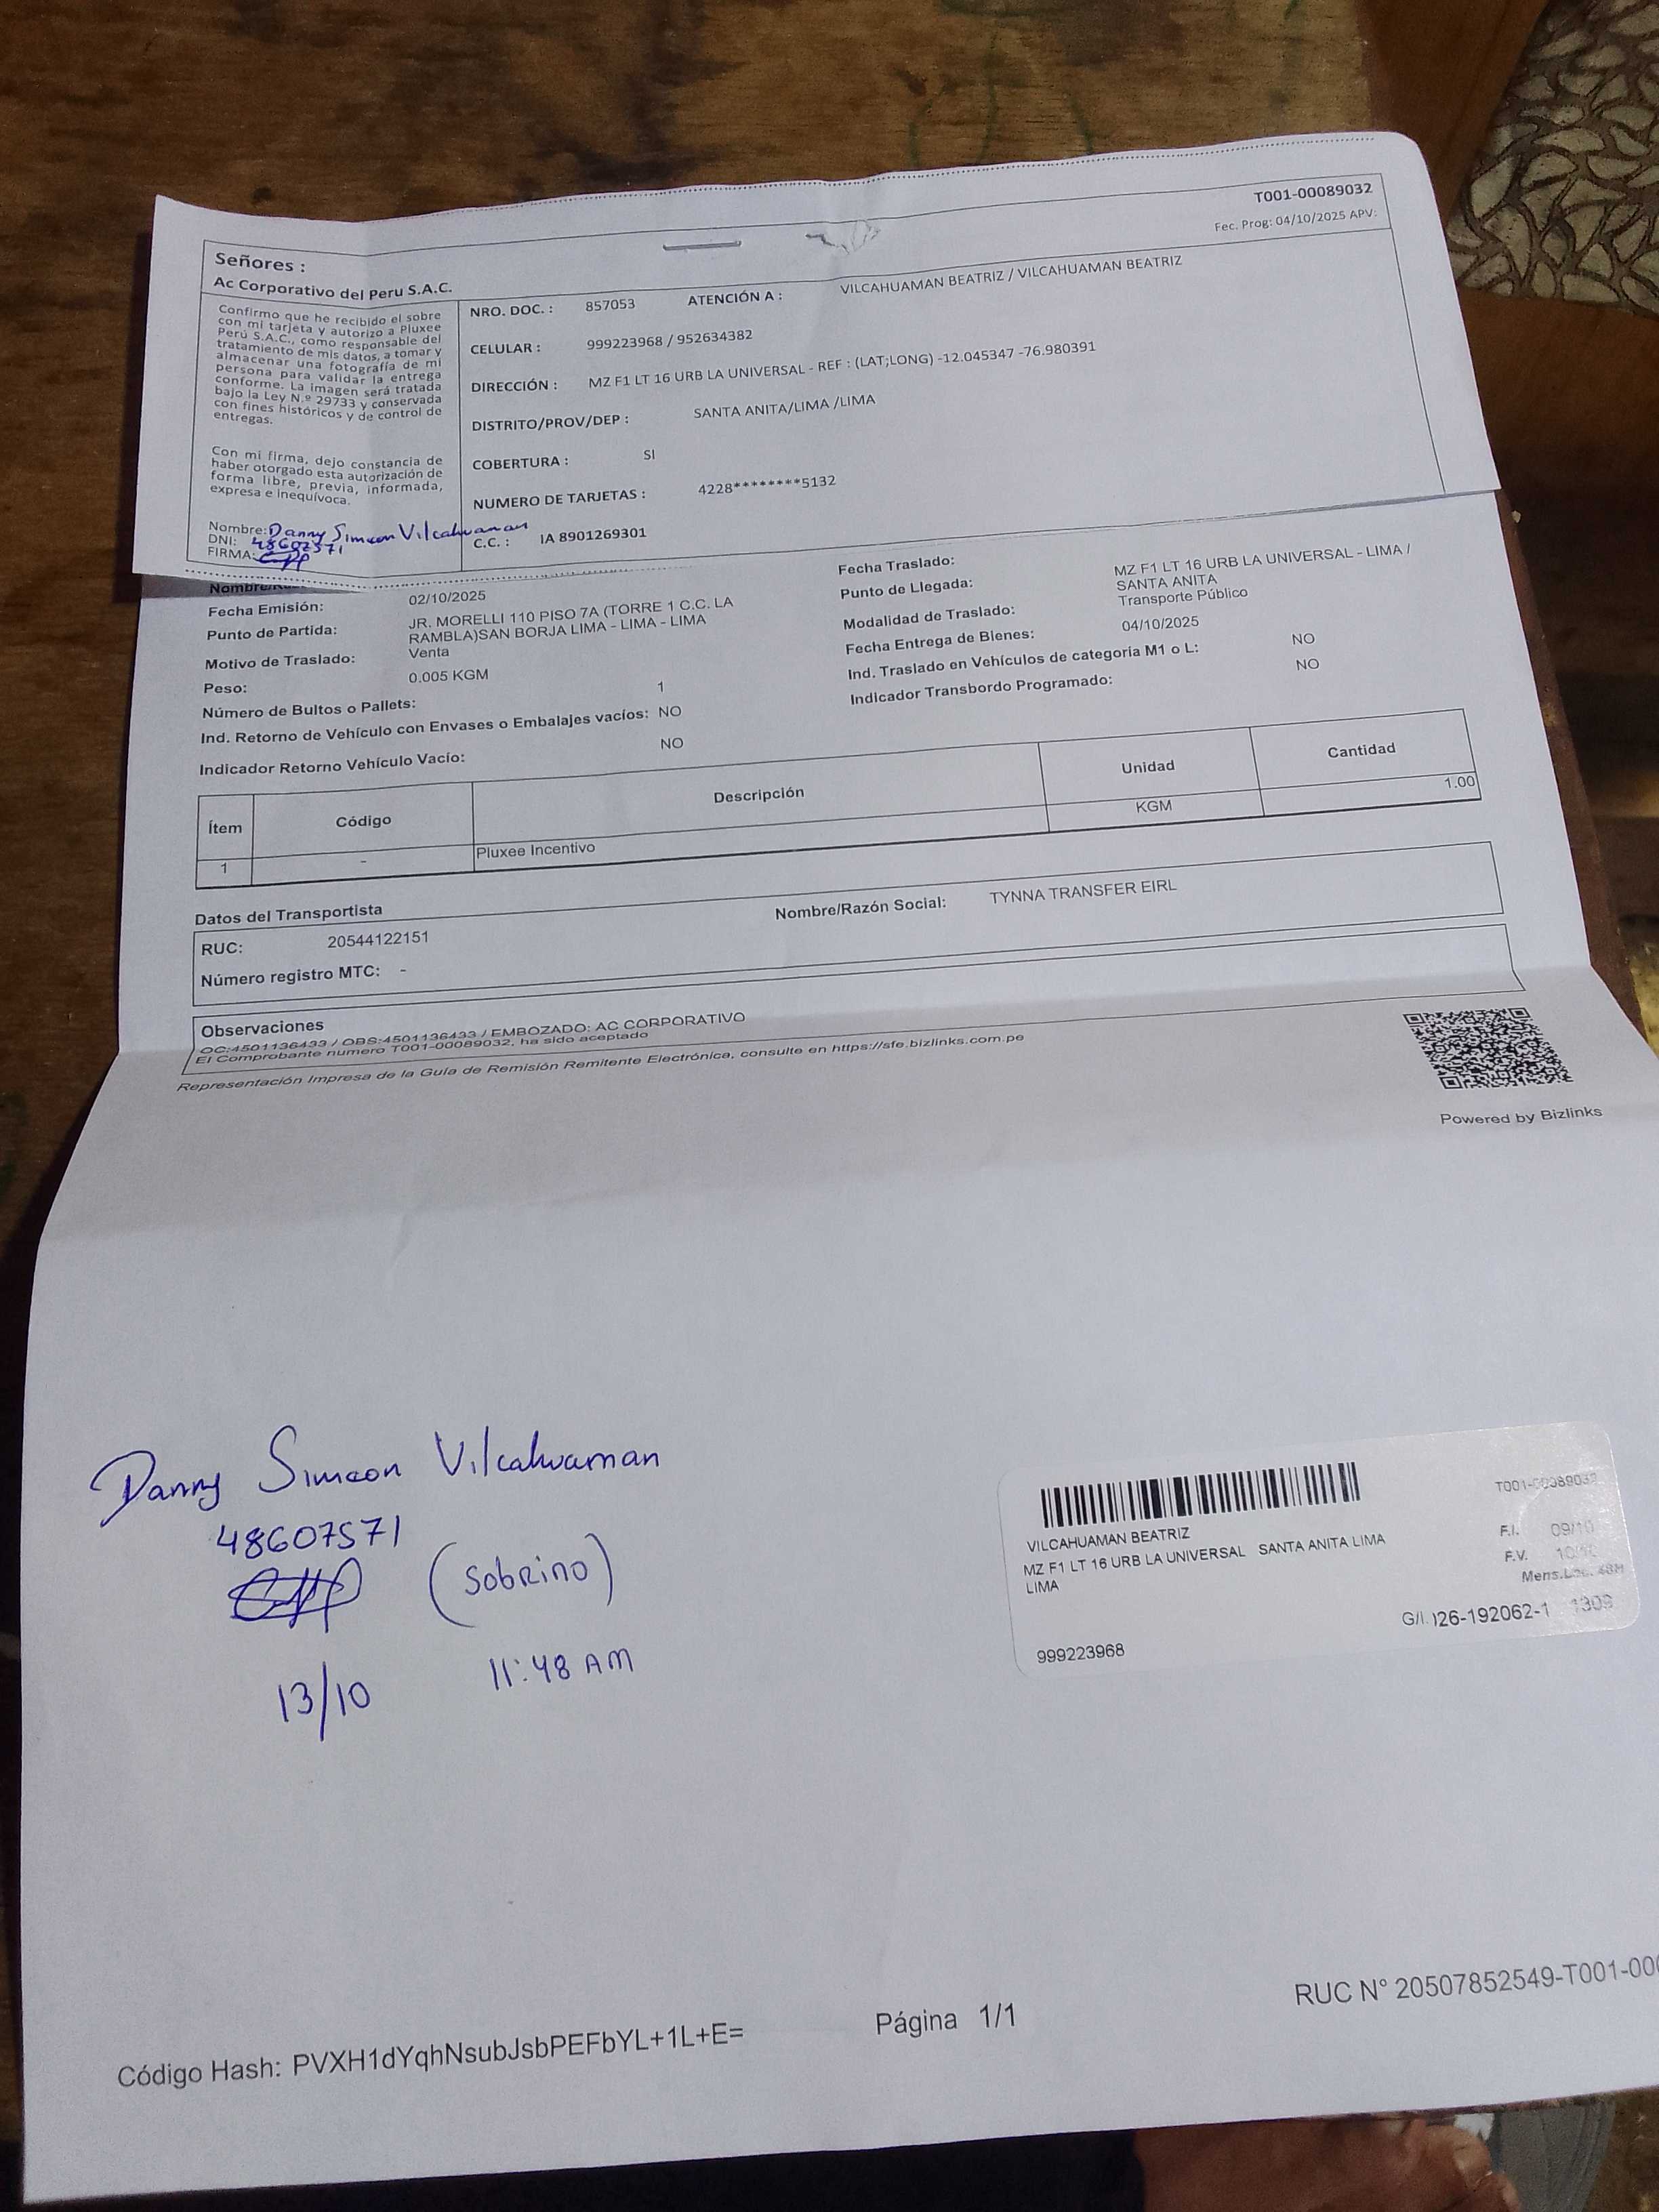 T001-00089032
Fec. Prog: 04/10/2025 APV:
Señores :
Ac Corporativo del Peru S.A.C.
Confirmo que he recibido el sobre
con mi tarjeta y autorizo a Pluxee
Perú S.A.C., como responsable del
tratamiento de mis datos, a tomar y
almacenar una fotografía de mi
persona para validar la entrega
conforme. La imagen será tratada
bajo la Ley N.º 29733 y conservada
con fines históricos y de control de
entregas.
Con mi firma, dejo constancia de
haber otorgado esta autorización de
forma libre, previa, informada,
expresa e inequívoca.
Nombre: Danny Simeon Vilcahuaman
DNI: 48607571
FIRMA:
NRO. DOC. : 857053 ATENCIÓN A : VILCAHUAMAN BEATRIZ / VILCAHUAMAN BEATRIZ
CELULAR : 999223968 / 952634382
DIRECCIÓN : MZ F1 LT 16 URB LA UNIVERSAL - REF : (LAT;LONG) -12.045347 -76.980391
DISTRITO/PROV/DEP : SANTA ANITA/LIMA /LIMA
COBERTURA : SI
NUMERO DE TARJETAS : 4228********5132
C.C. : IA 8901269301
Fecha Emisión: 02/10/2025
Punto de Partida: JR. MORELLI 110 PISO 7A (TORRE 1 C.C. LA
RAMBLA)SAN BORJA LIMA - LIMA - LIMA
Motivo de Traslado: Venta
Peso: 0.005 KGM
Número de Bultos o Pallets: 1
Ind. Retorno de Vehículo con Envases o Embalajes vacíos: NO
Indicador Retorno Vehículo Vacío: NO
Fecha Traslado:
Punto de Llegada: MZ F1 LT 16 URB LA UNIVERSAL - LIMA /
SANTA ANITA
Modalidad de Traslado: Transporte Público
Fecha Entrega de Bienes: 04/10/2025
Ind. Traslado en Vehículos de categoría M1 o L: NO
Indicador Transbordo Programado: NO
Ítem Código Descripción Unidad Cantidad
1 - Pluxee Incentivo KGM 1.00
Datos del Transportista
RUC: 20544122151 Nombre/Razón Social: TYNNA TRANSFER EIRL
Número registro MTC: -
Observaciones
OC:4501136433 / OBS:4501136433 / EMBOZADO: AC CORPORATIVO
El Comprobante numero T001-00089032, ha sido aceptado
Representación Impresa de la Guía de Remisión Remitente Electrónica, consulte en https://sfe.bizlinks.com.pe
Powered by Bizlinks
Danny Simeon Vilcahuaman
48607571
(Sobrino)
13/10 11:48 AM
T001-00089032
VILCAHUAMAN BEATRIZ
MZ F1 LT 16 URB LA UNIVERSAL SANTA ANITA LIMA
LIMA
F.I. 09/10
F.V. 10/10
G/I. 026-192062-1 1309
999223968
Código Hash: PVXH1dYqhNsubJsbPEFbYL+1L+E=
Página 1/1
RUC N° 20507852549-T001-00